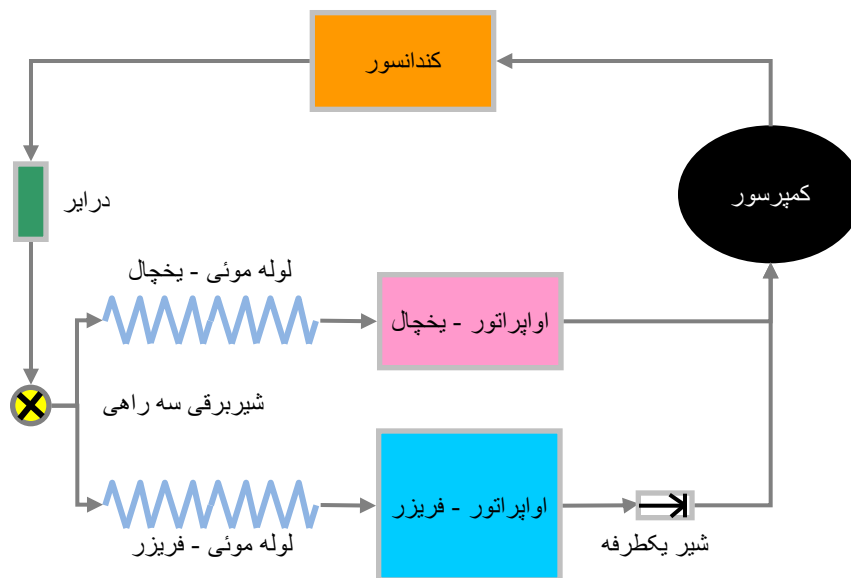 کندانسور
کمپرسور
درایر
لوله موئی - یخچال
اواپراتور - یخچال
شیربرقی سه راهی
اواپراتور - فریزر
لوله موئی - فریزر
شیر یکطرفه